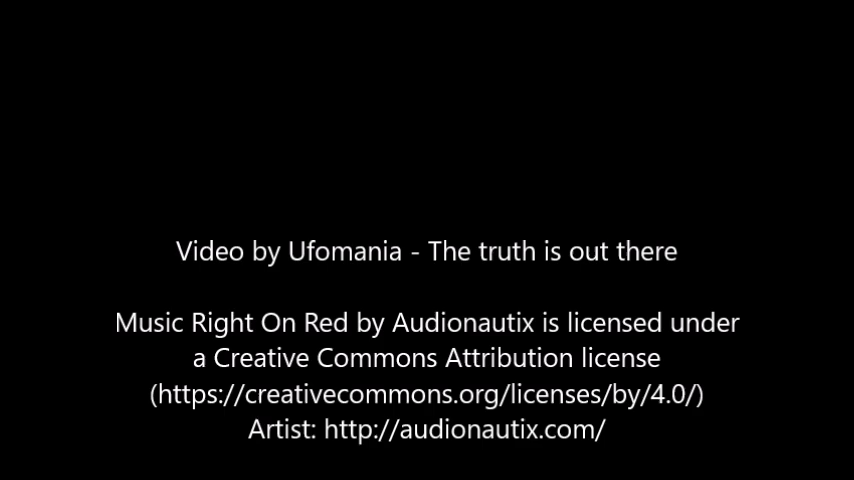 Video by Ufomania - The truth is out there
Music Right On Red by Audionautix is licensed under
a Creative Commons Attribution license
(https://creativecommons.org/licenses/by/4.0/)
Artist: http://audionautix.com/